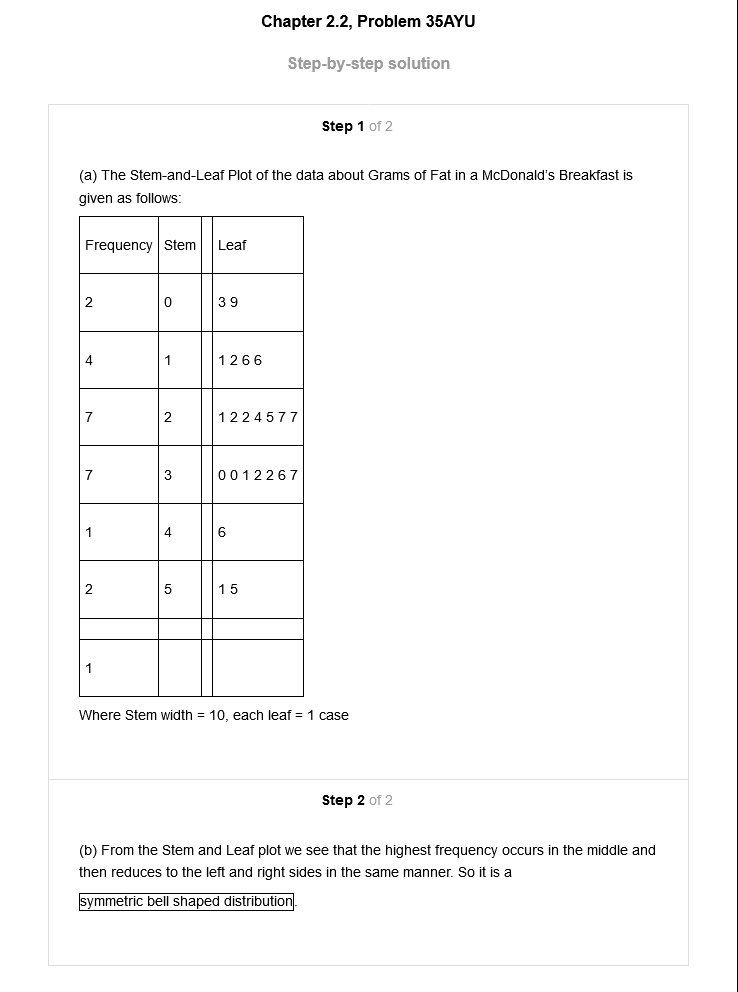 Chapter 2.2, Problem 35AYU
Step-by-step solution
Step 1 of 2
(a) The Stem-and-Leaf Plot of the data about Grams of Fat in a McDonald's Breakfast is
given as follows:
Frequency Stem Leaf
2 0 3 9
4 1 1 2 6 6
7 2 1 2 2 4 5 7 7
7 3 0 0 1 2 2 6 7
1 4 6
2 5 1 5
1
Where Stem width = 10, each leaf = 1 case
Step 2 of 2
(b) From the Stem and Leaf plot we see that the highest frequency occurs in the middle and
then reduces to the left and right sides in the same manner. So it is a
symmetric bell shaped distribution.